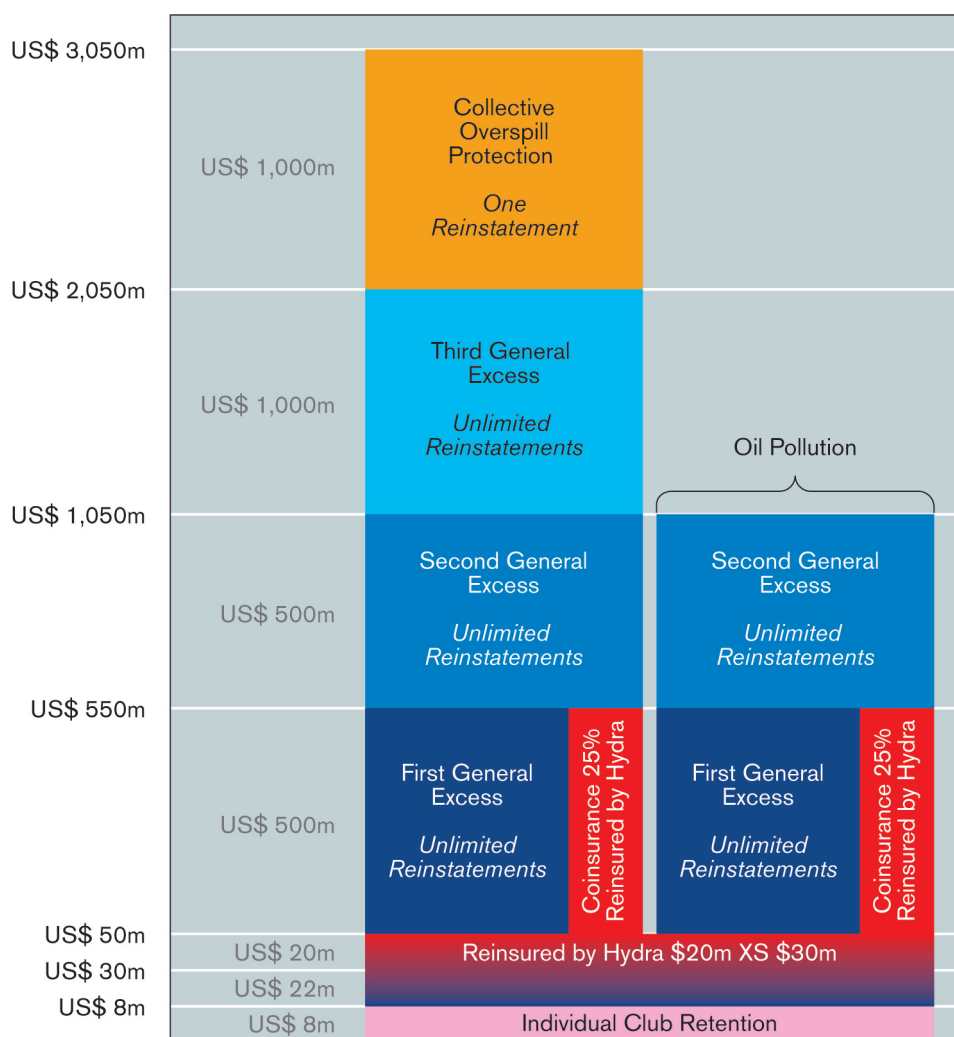 US$ 3,050m
Collective
Overspill
Protection
US$ 1,000m
One
Reinstatement
US$ 2,050m
Third General
Excess
US$ 1,000m
Unlimited
Reinstatements
Oil Pollution
US$ 1,050m
Second General
Excess
Unlimited
Reinstatements
Second General
Excess
Unlimited
Reinstatements
US$ 500m
US$ 550m
First General
Excess
Unlimited
Reinstatements
Coinsurance 25%
Reinsured by Hydra
First General
Excess
Unlimited
Reinstatements
Coinsurance 25%
Reinsured by Hydra
US$ 500m
US$ 50m
US$ 20m
Reinsured by Hydra $20m XS $30m
US$ 30m
US$ 22m
US$ 8m
US$ 8m
Individual Club Retention